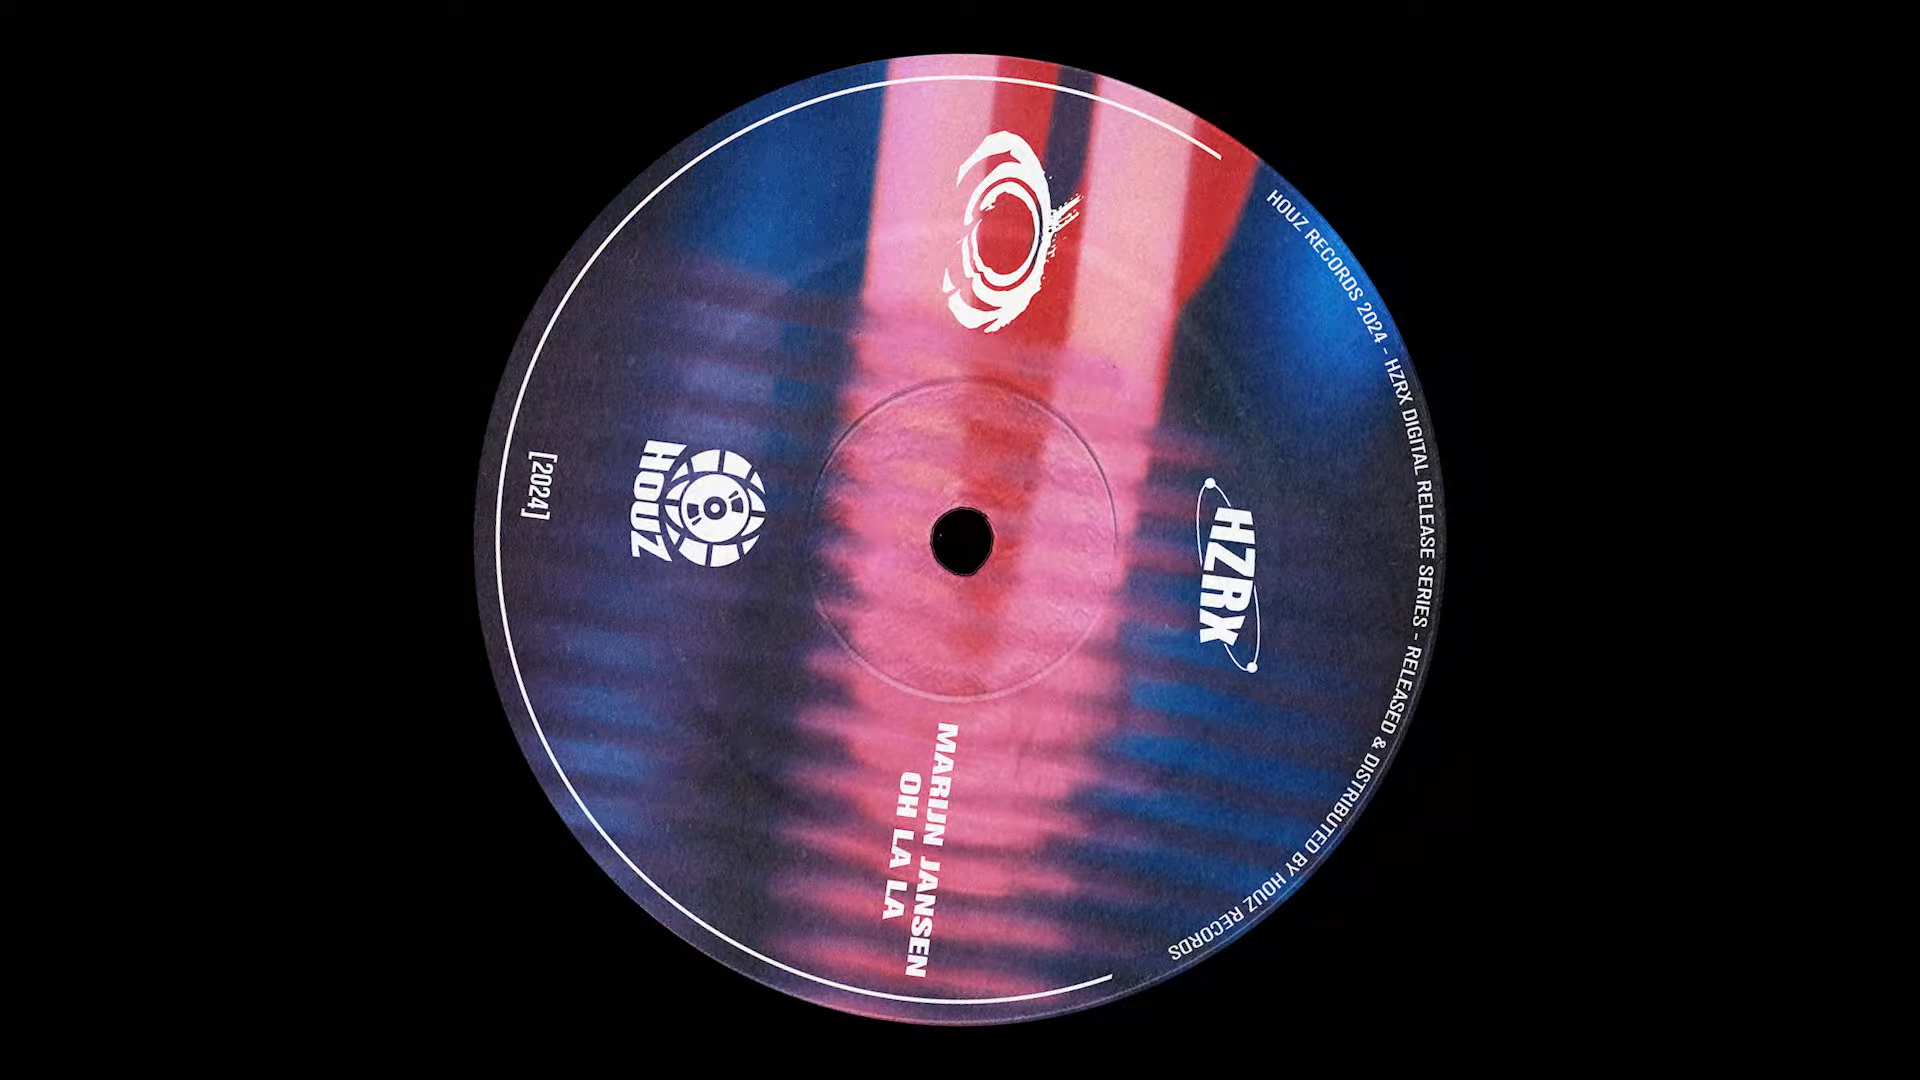 HOUZ RECORDS 2024 - HZRX DIGITAL RELEASE SERIES - RELEASED & DISTRIBUTED BY HOUZ RECORDS
HZRX
HOUZ
[2024]
MARIJN JANSEN
OH LA LA